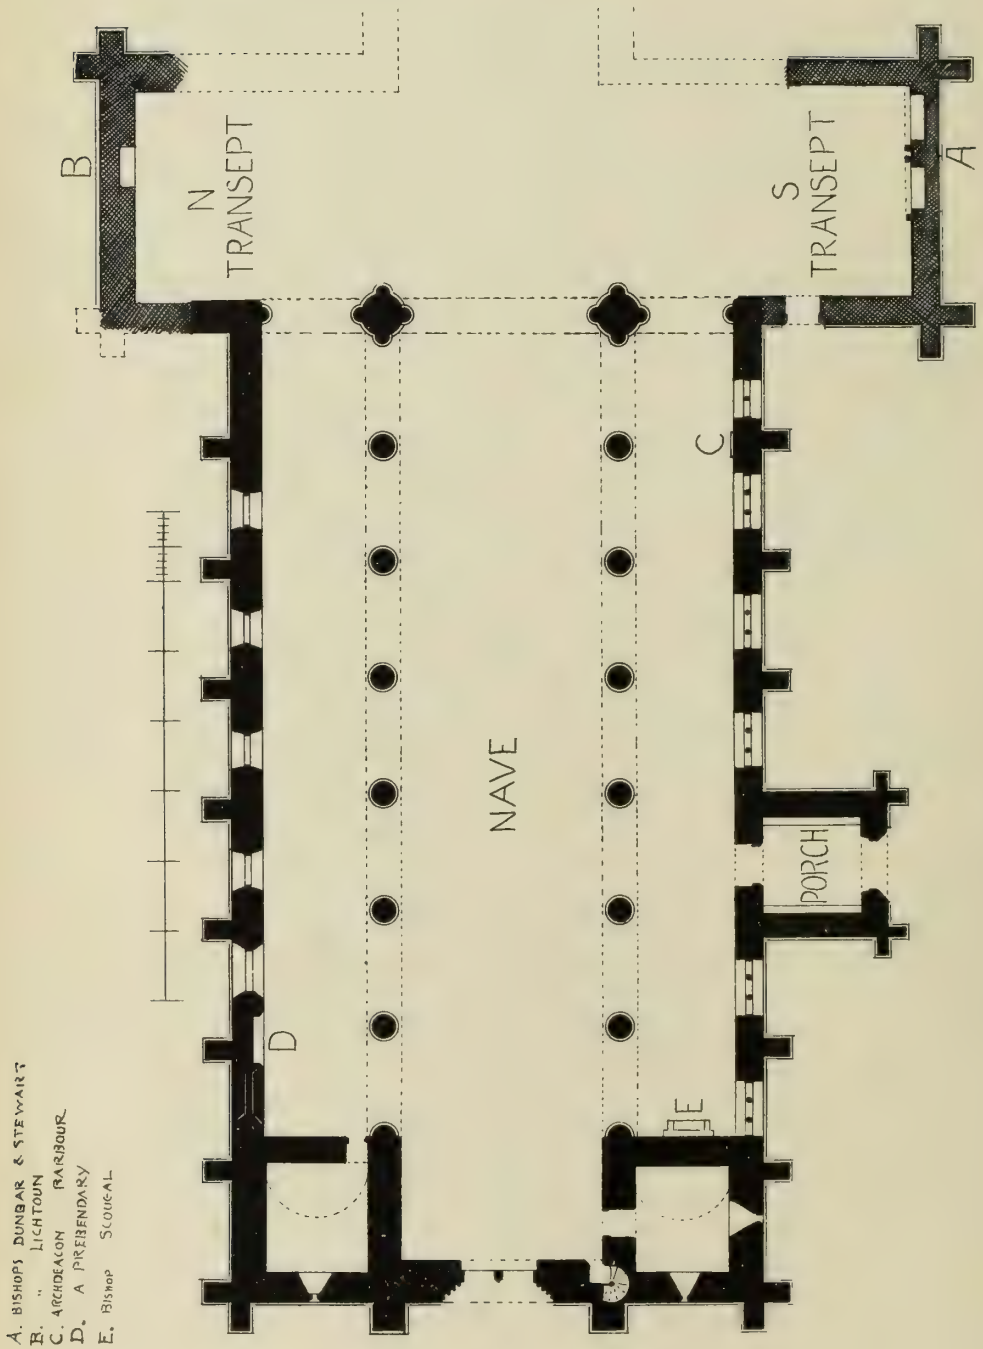 B
N
TRANSEPT
S
TRANSEPT
A
C
NAVE
PORCH
D
E
A. BISHOPS DUNBAR & STEWART
B. " LICHTOUN
C. ARCHDEACON BARBOUR
D. A PREBENDARY
E. BISHOP SCOUGAL